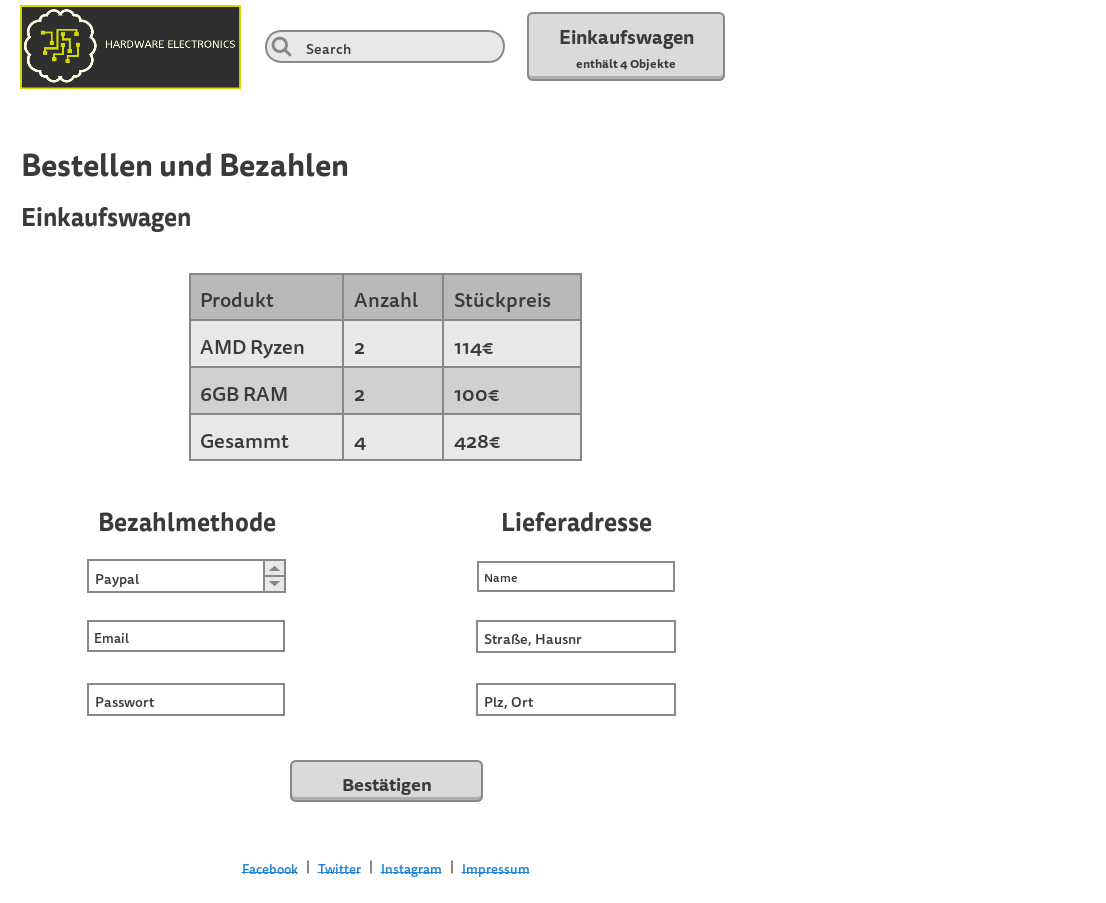 HARDWARE ELECTRONICS
Search
Einkaufswagen
enthält 4 Objekte
Bestellen und Bezahlen
Einkaufswagen
Produkt Anzahl Stückpreis
AMD Ryzen 2 114€
6GB RAM 2 100€
Gesammt 4 428€
Bezahlmethode
Paypal
Email
Passwort
Lieferadresse
Name
Straße, Hausnr
Plz, Ort
Bestätigen
Facebook | Twitter | Instagram | Impressum